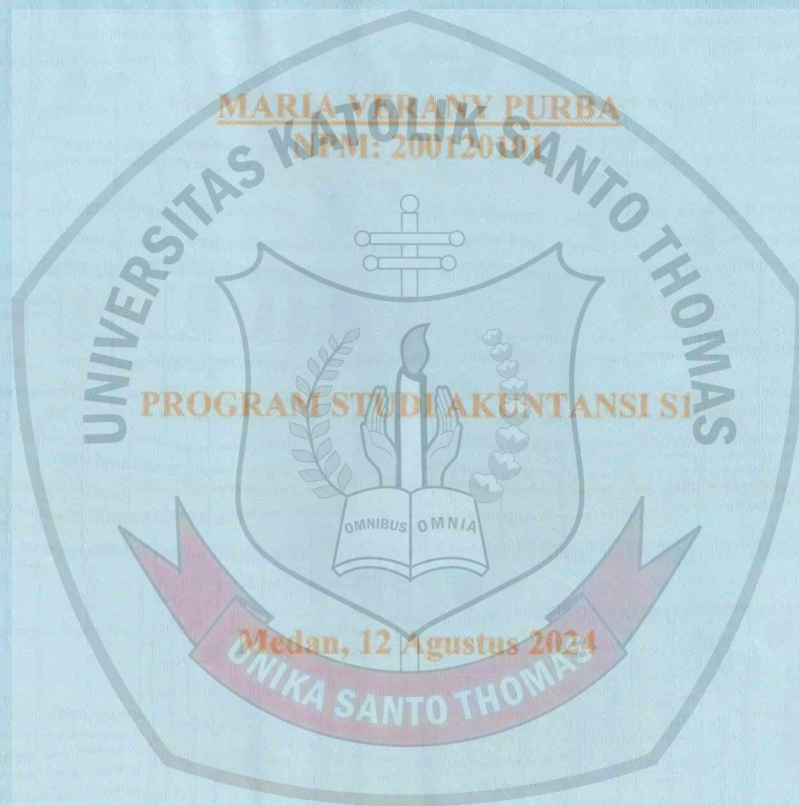 MARIA VERANY PURBA
NPM: 200120101
UNIVERSITAS KATOLIK SANTO THOMAS
PROGRAM STUDI AKUNTANSI S1
OMNIBUS OMNIA
Medan, 12 Agustus 2024
UNIKA SANTO THOMAS